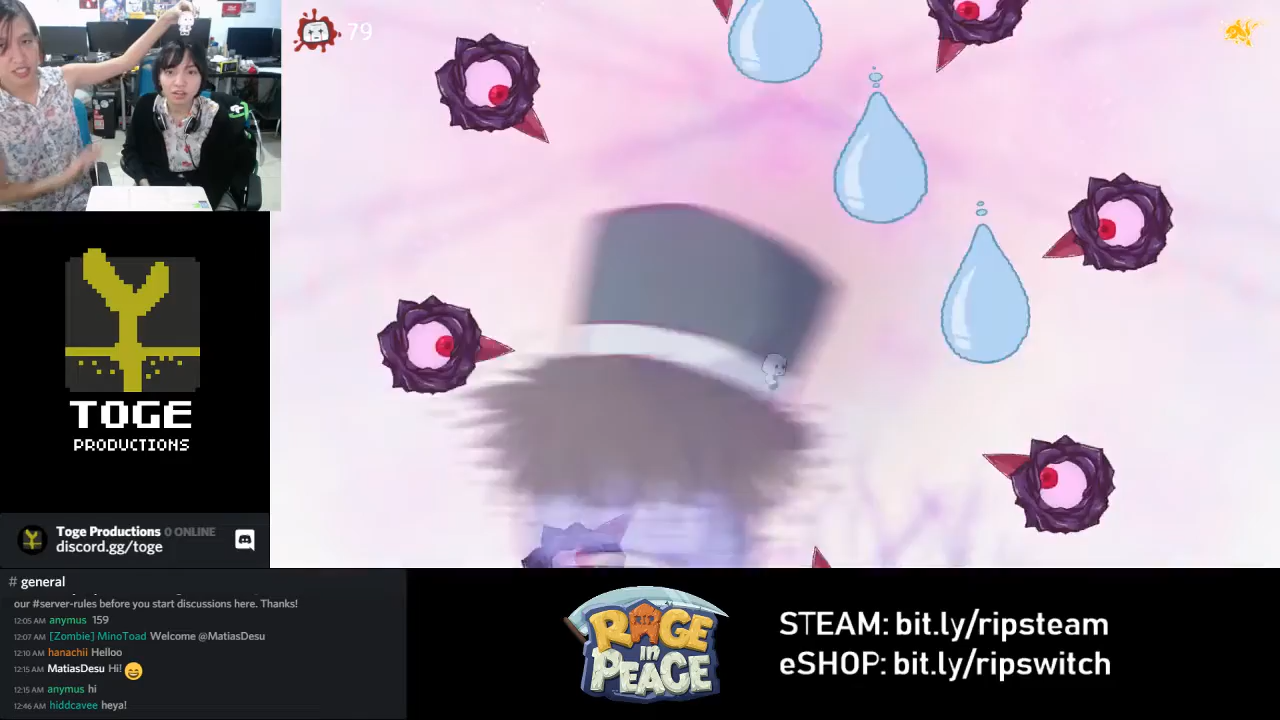 79
TOGE
PRODUCTIONS
Toge Productions 0 ONLINE
discord.gg/toge
# general
our #server-rules before you start discussions here. Thanks!
12:05 AM anymus 159
12:07 AM [Zombie] MinoToad Welcome @MatiasDesu
12:10 AM hanachii Helloo
12:15 AM MatiasDesu Hi!
12:15 AM anymus hi
12:46 AM hiddcavee heya!
RIP
RAGE
in
PEACE
STEAM: bit.ly/ripsteam
eSHOP: bit.ly/ripswitch